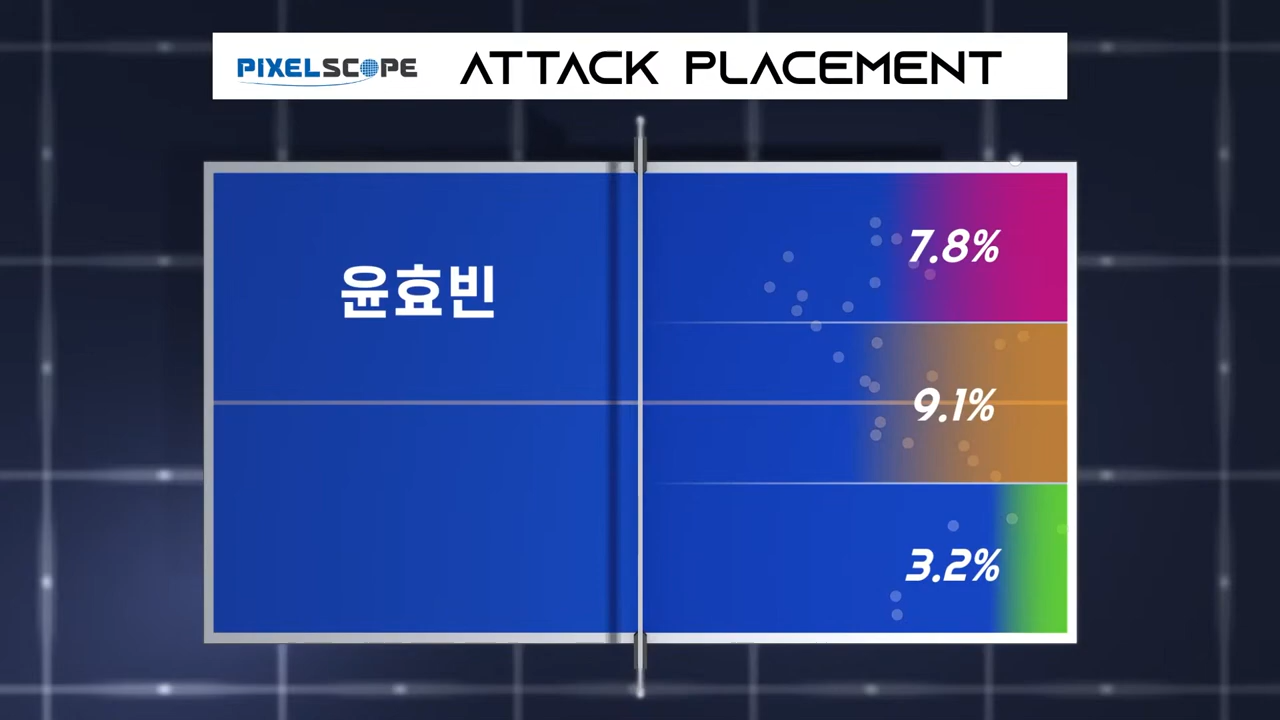 PIXELSCOPE ATTACK PLACEMENT
윤효빈
7.8%
9.1%
3.2%